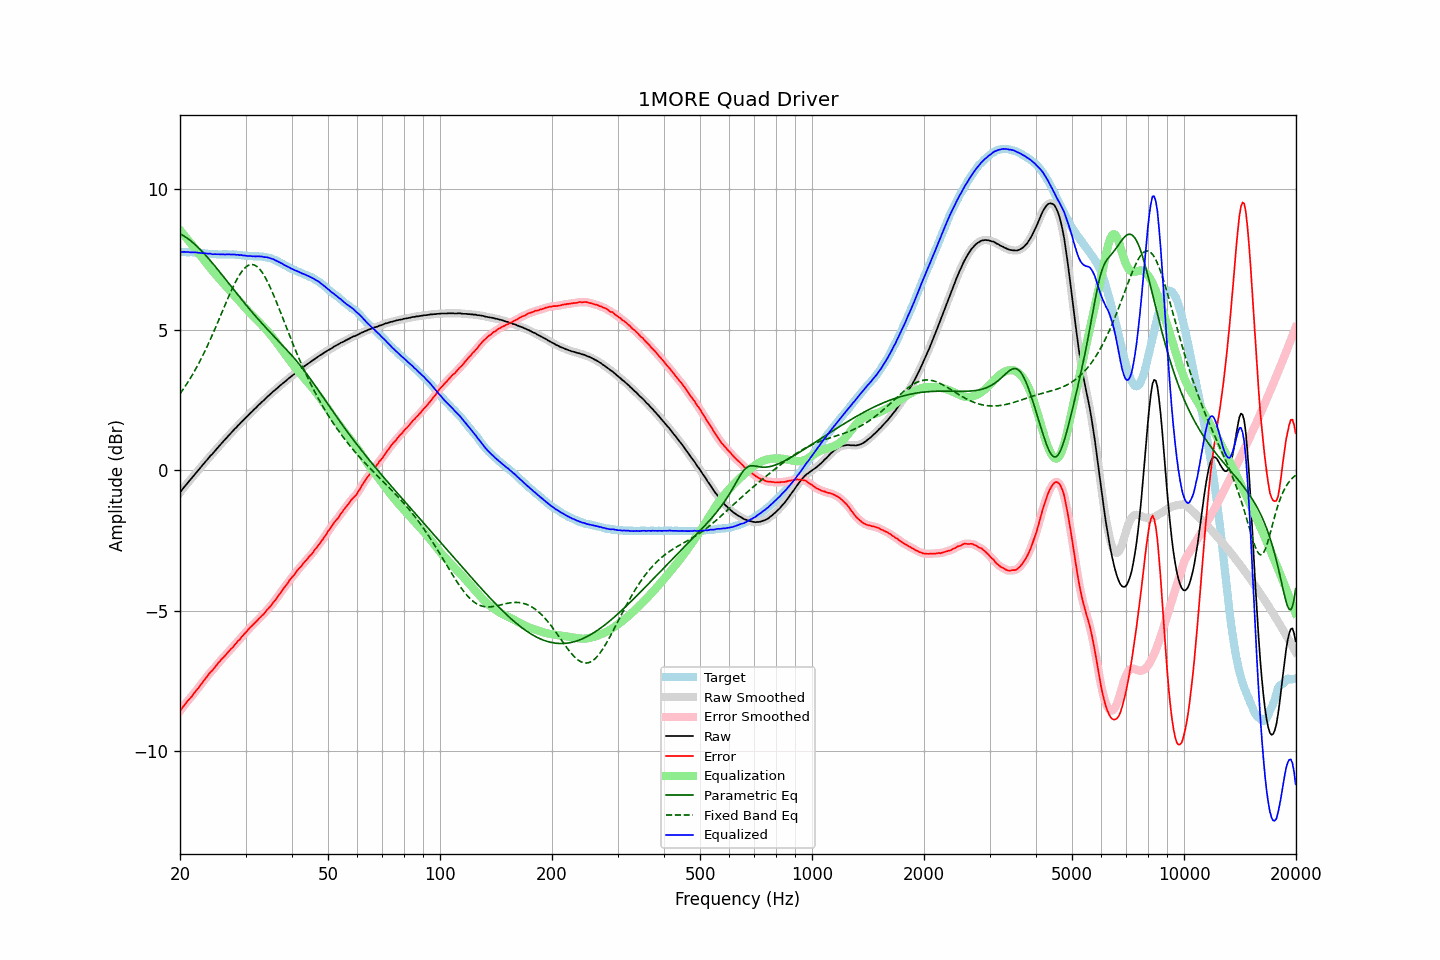 1MORE Quad Driver
Amplitude (dBr)
10
5
0
−5
−10
Target
Raw Smoothed
Error Smoothed
Raw
Error
Equalization
Parametric Eq
Fixed Band Eq
Equalized
20 50 100 200 500 1000 2000 5000 10000 20000
Frequency (Hz)